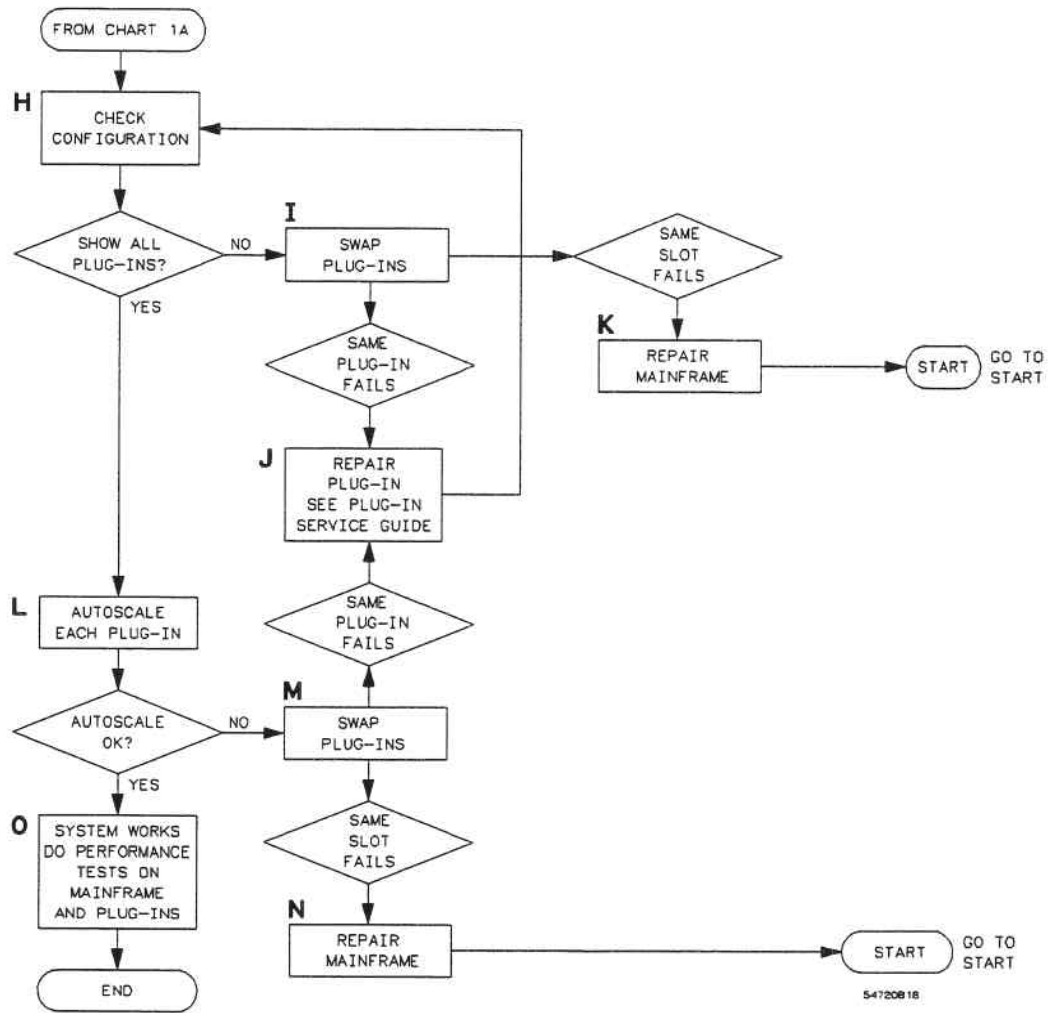 FROM CHART 1A
H
CHECK
CONFIGURATION
SHOW ALL
PLUG-INS?
NO
YES
I
SWAP
PLUG-INS
SAME
SLOT
FAILS
SAME
PLUG-IN
FAILS
K
REPAIR
MAINFRAME
START
GO TO
START
J
REPAIR
PLUG-IN
SEE PLUG-IN
SERVICE GUIDE
L
AUTOSCALE
EACH PLUG-IN
SAME
PLUG-IN
FAILS
AUTOSCALE
OK?
NO
YES
M
SWAP
PLUG-INS
SAME
SLOT
FAILS
O
SYSTEM WORKS
DO PERFORMANCE
TESTS ON
MAINFRAME
AND PLUG-INS
N
REPAIR
MAINFRAME
START
GO TO
START
END
54720B18